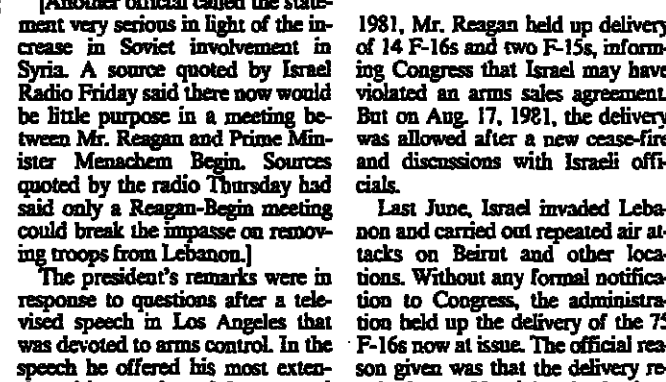 [Another official called the state-
ment very serious in light of the in-
crease in Soviet involvement in
Syria. A source quoted by Israel
Radio Friday said there now would
be little purpose in a meeting be-
tween Mr. Reagan and Prime Min-
ister Menachem Begin. Sources
quoted by the radio Thursday had
said only a Reagan-Begin meeting
could break the impasse on remov-
ing troops from Lebanon.]
The president's remarks were in
response to questions after a tele-
vised speech in Los Angeles that
was devoted to arms control. In the
speech he offered his most exten-
1981, Mr. Reagan held up delivery
of 14 F-16s and two F-15s, inform-
ing Congress that Israel may have
violated an arms sales agreement.
But on Aug. 17, 1981, the delivery
was allowed after a new cease-fire
and discussions with Israeli offi-
cials.
Last June, Israel invaded Leba-
non and carried out repeated air at-
tacks on Beirut and other loca-
tions. Without any formal notifica-
tion to Congress, the administra-
tion held up the delivery of the 75
F-16s now at issue. The official rea-
son given was that the delivery re